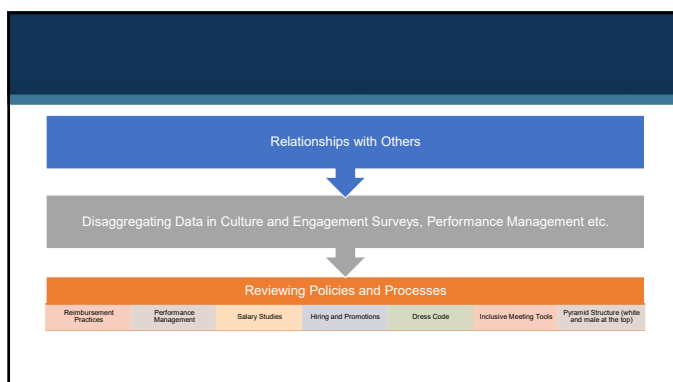 Relationships with Others
Disaggregating Data in Culture and Engagement Surveys, Performance Management etc.
Reviewing Policies and Processes
Reimbursement
Practices
Performance
Management
Salary Studies
Hiring and Promotions
Dress Code
Inclusive Meeting Tools
Pyramid Structure (white
and male at the top)